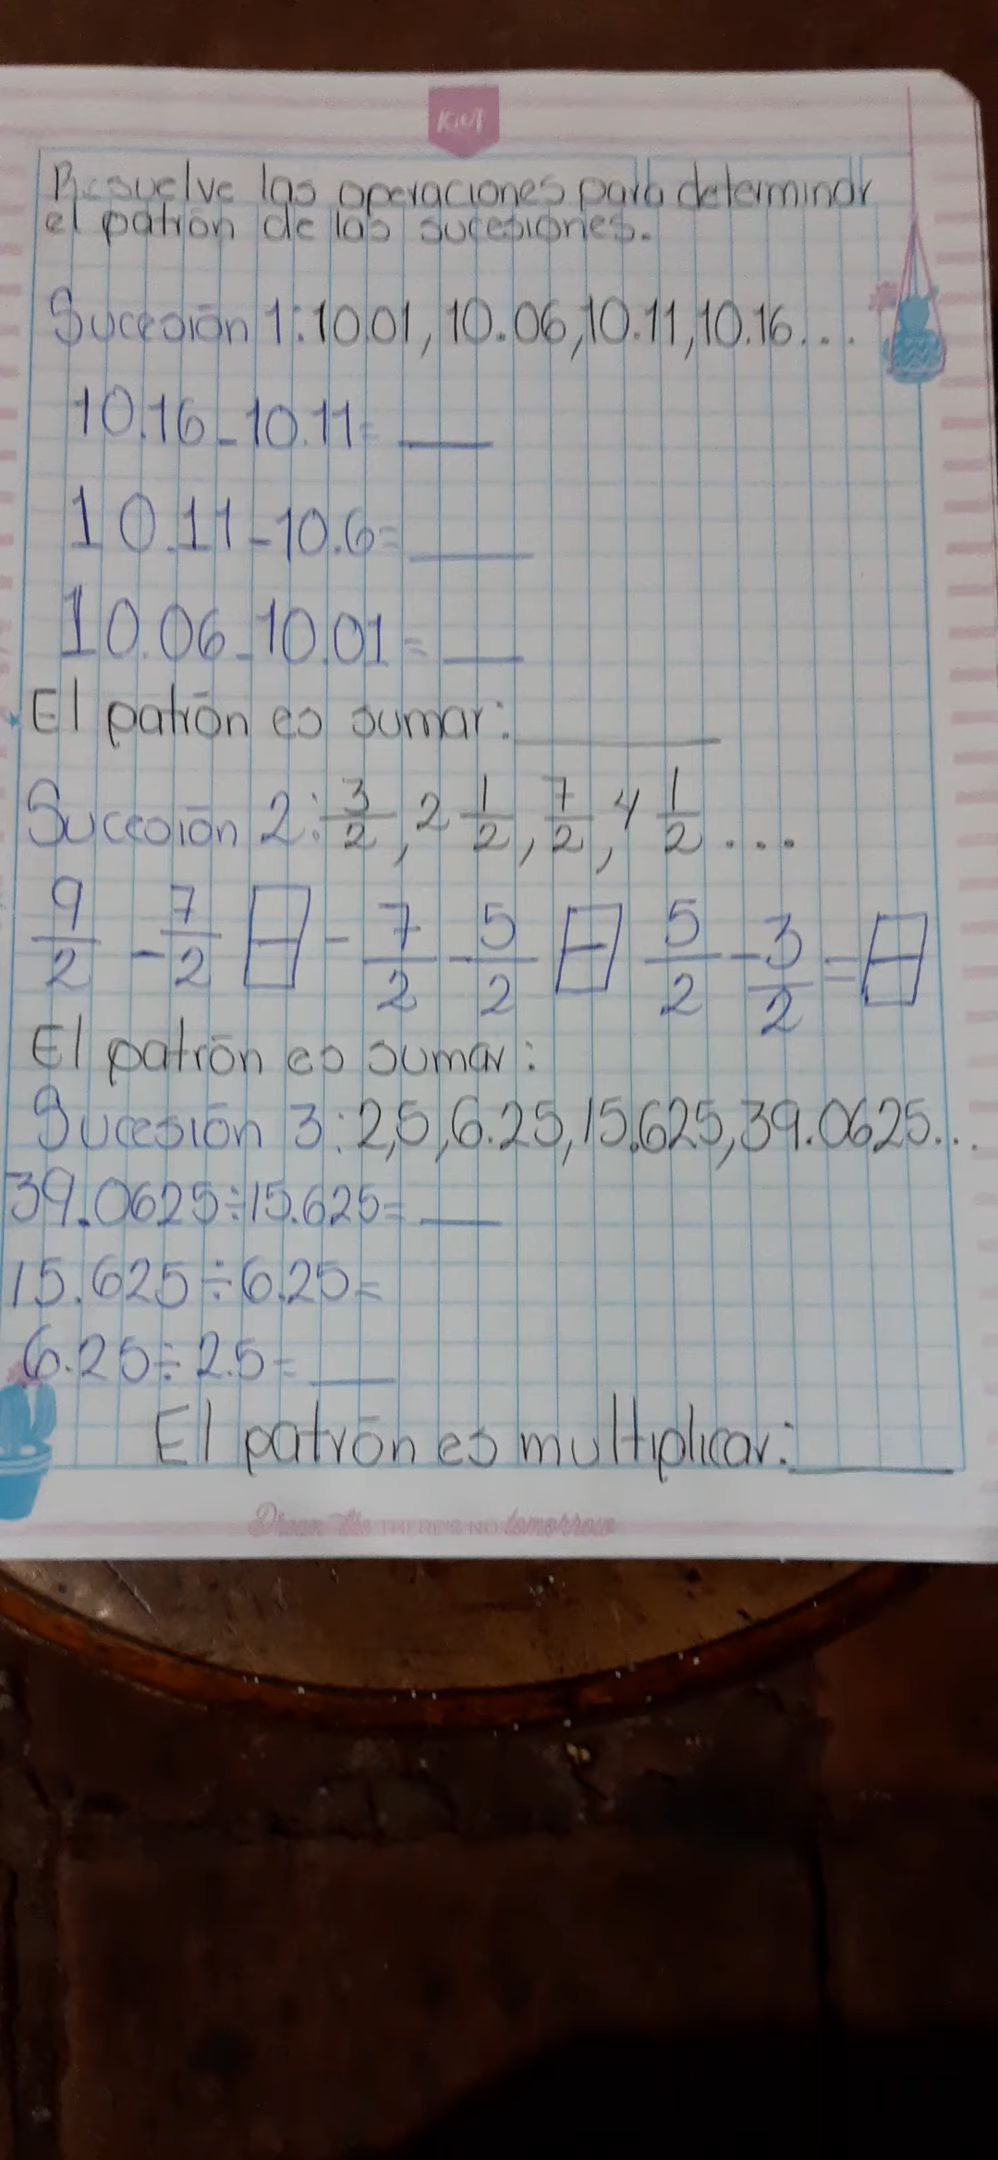 Kiut
Resuelve las operaciones para determinar
el patrón de las sucesiones.
Sucesión 1: 10.01, 10.06, 10.11, 10.16...
10.16 - 10.11 = ___
10.11 - 10.6 = ___
10.06 - 10.01 = ___
El patrón es sumar: ___
Sucesión 2: 3/2, 2 1/2, 7/2, 4 1/2 ....
9/2 - 7/2 - 7/2 - 5/2 5/2 - 3/2 =
El patrón es sumar:
Sucesión 3: 2,5, 6.25, 15.625, 39.0625...
39.0625 ÷ 15.625 = ___
15.625 ÷ 6.25 =
6.25 ÷ 2.5 = ___
El patrón es multiplicar: ___
THERE'S NO tomorrow